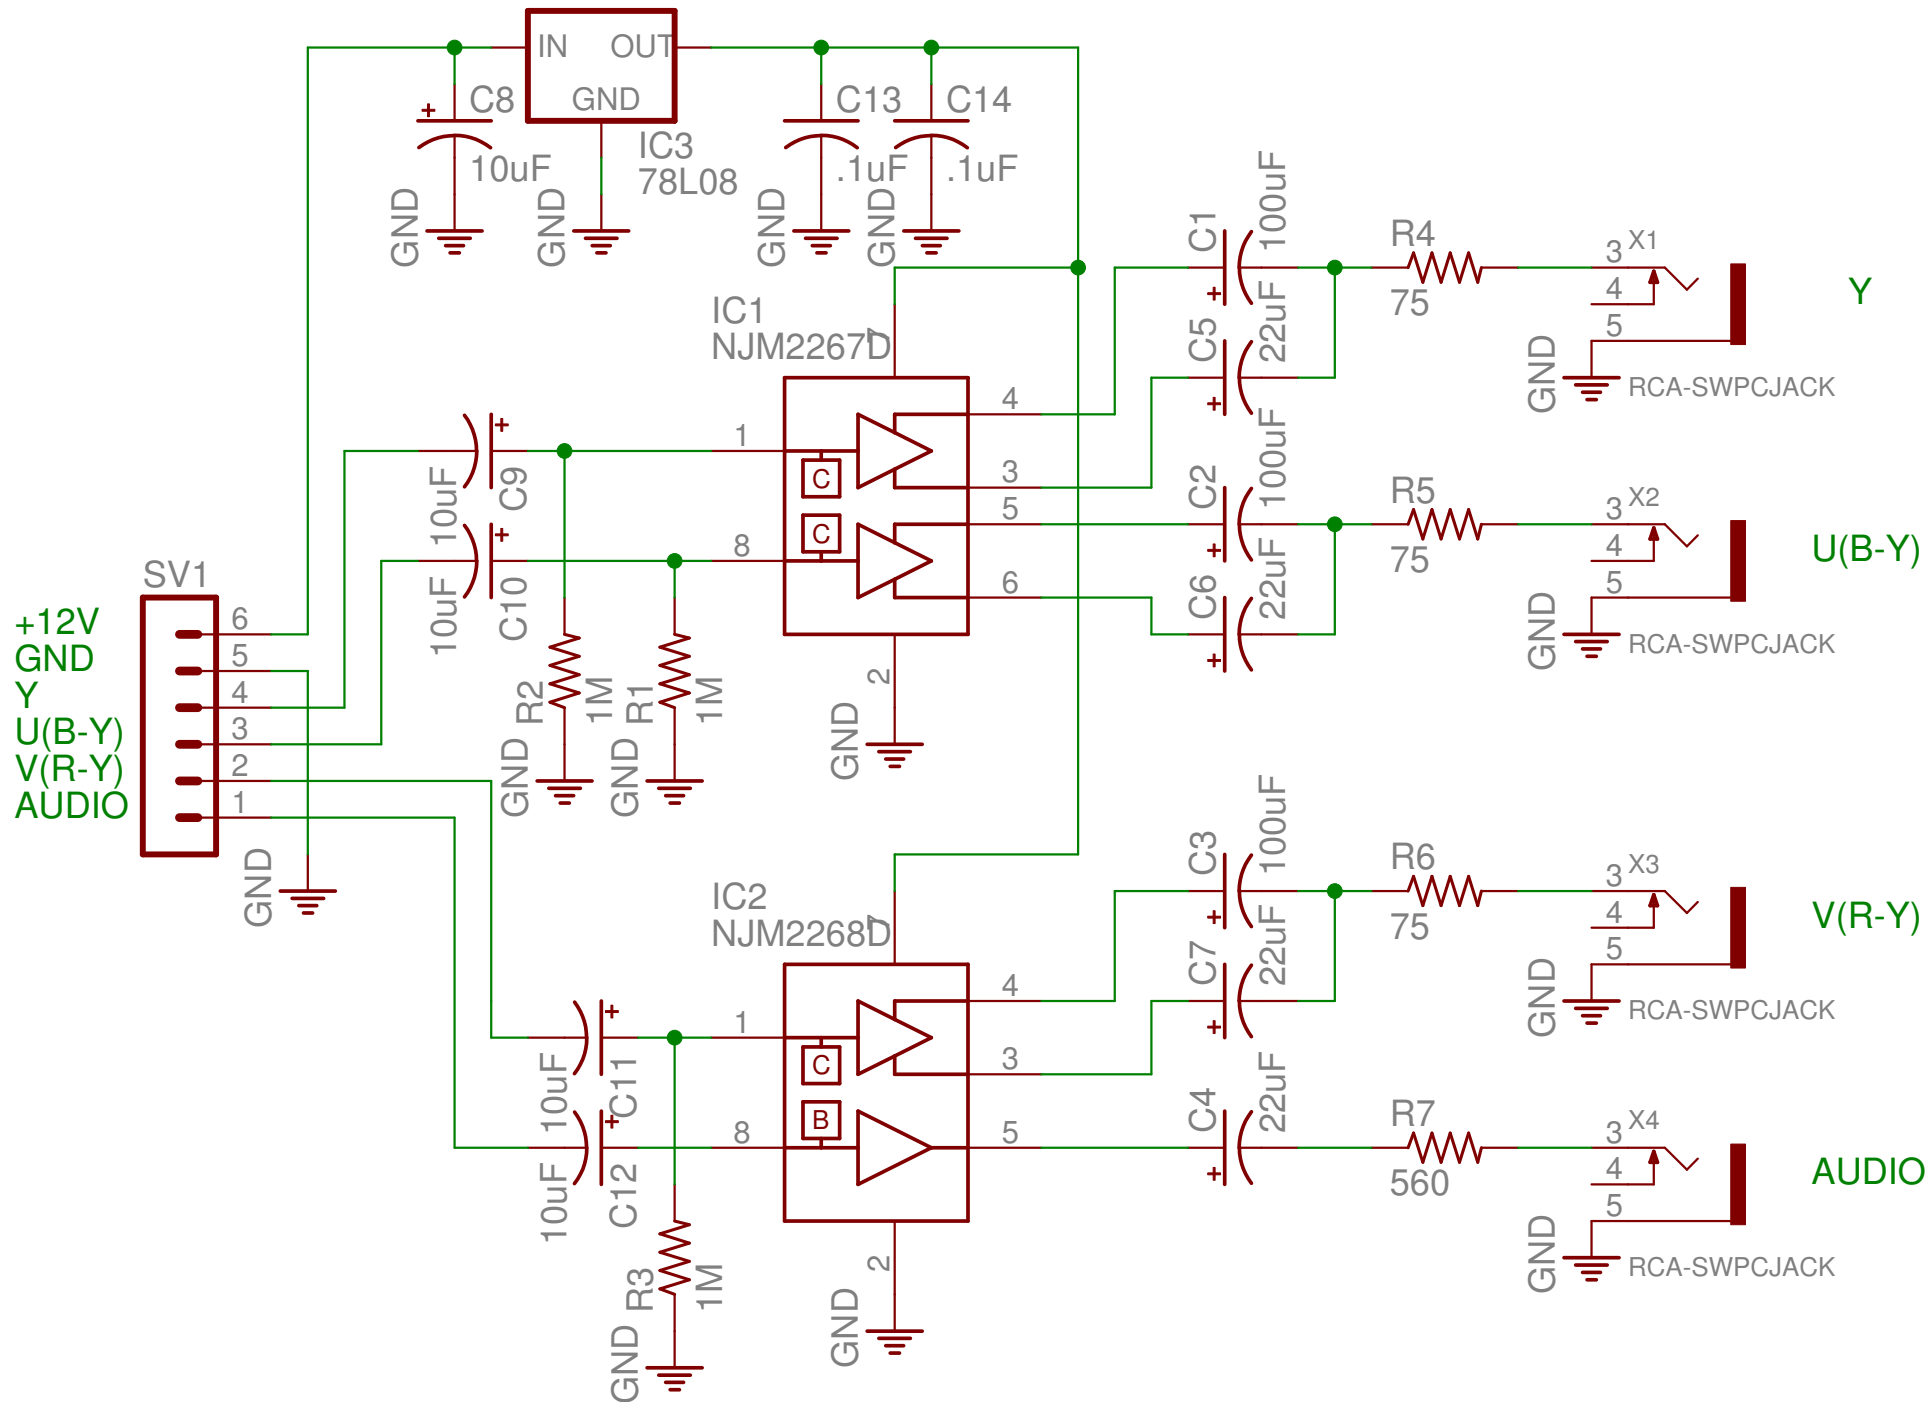 IN
OUT
GND
IC3
78L08
C8
+
10uF
GND
GND
C13
.1uF
GND
C14
.1uF
GND
IC1
NJM2267D
1
8
4
3
5
6
2
C
C
GND
C1
100uF
+
C5
22uF
+
R4
75
X1
3
4
5
GND
RCA-SWPCJACK
Y
C2
100uF
+
C6
22uF
+
R5
75
X2
3
4
5
GND
RCA-SWPCJACK
U(B-Y)
10uF
+
C9
10uF
+
C10
R2
1M
GND
R1
1M
GND
SV1
+12V
6
GND
5
Y
4
U(B-Y)
3
V(R-Y)
2
AUDIO
1
GND
IC2
NJM2268D
1
8
4
3
5
2
C
B
GND
10uF
+
C11
10uF
+
C12
R3
1M
GND
C3
100uF
+
C7
22uF
+
R6
75
X3
3
4
5
GND
RCA-SWPCJACK
V(R-Y)
C4
22uF
+
R7
560
X4
3
4
5
GND
RCA-SWPCJACK
AUDIO